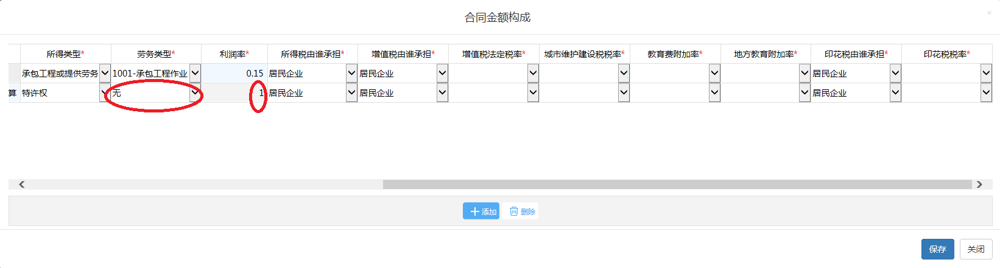 合同金额构成
×
所得类型* 劳务类型* 利润率* 所得税由谁承担* 增值税由谁承担* 增值税法定税率* 城市维护建设税税率* 教育费附加率* 地方教育附加率* 印花税由谁承担* 印花税税率*
承包工程或提供劳务 1001-承包工程作业 0.15 居民企业 居民企业 居民企业
算 特许权 无 1 居民企业 居民企业 居民企业
添加 删除
保存 关闭